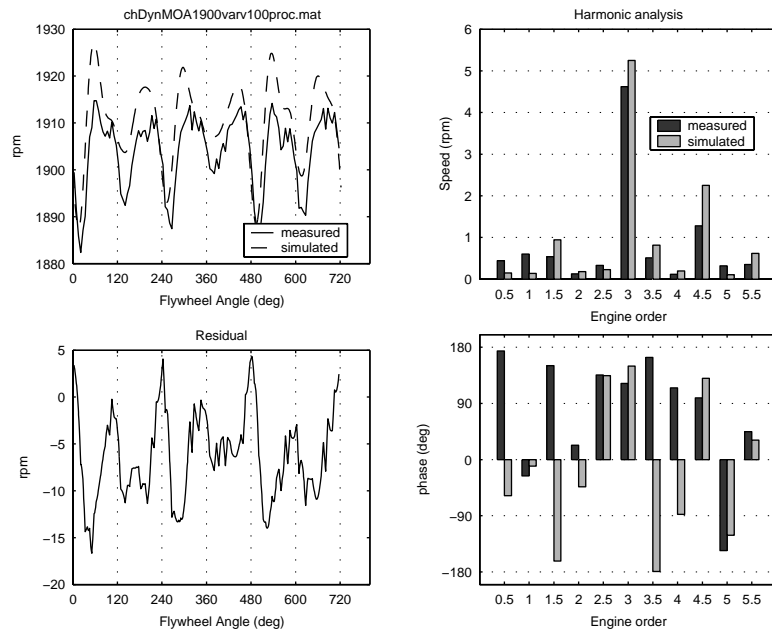 chDynMOA1900varv100proc.mat
1930
1920
1910
1900
1890
1880
rpm
0 120 240 360 480 600 720
Flywheel Angle (deg)
measured
simulated
Harmonic analysis
6
5
4
3
2
1
0
Speed (rpm)
measured
simulated
0.5 1 1.5 2 2.5 3 3.5 4 4.5 5 5.5
Engine order
Residual
5
0
−5
−10
−15
−20
rpm
0 120 240 360 480 600 720
Flywheel Angle (deg)
180
90
0
−90
−180
phase (deg)
0.5 1 1.5 2 2.5 3 3.5 4 4.5 5 5.5
Engine order